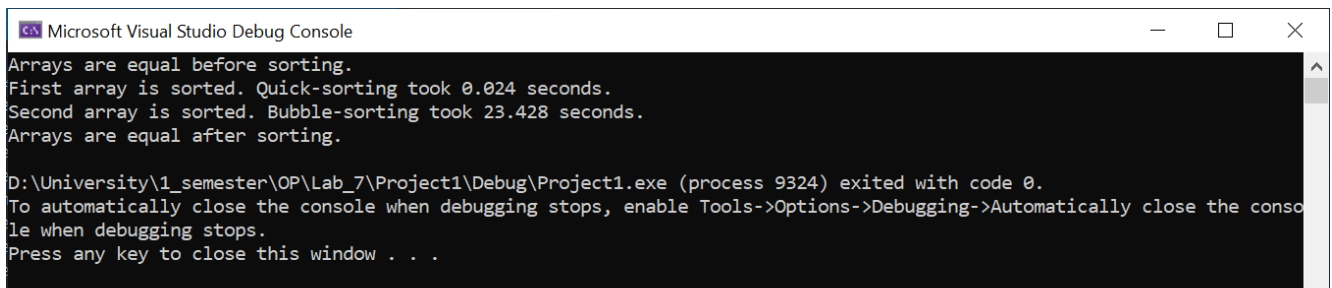 Microsoft Visual Studio Debug Console
Arrays are equal before sorting.
First array is sorted. Quick-sorting took 0.024 seconds.
Second array is sorted. Bubble-sorting took 23.428 seconds.
Arrays are equal after sorting.
D:\University\1_semester\OP\Lab_7\Project1\Debug\Project1.exe (process 9324) exited with code 0.
To automatically close the console when debugging stops, enable Tools->Options->Debugging->Automatically close the conso
le when debugging stops.
Press any key to close this window . . .